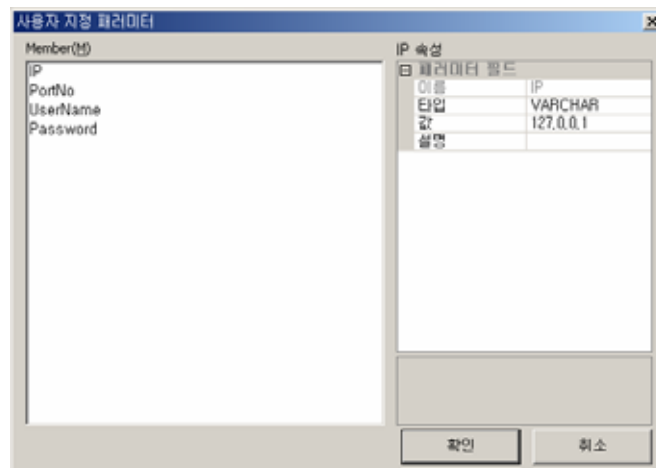 사용자 지정 패러미터
Member(M)
IP
PortNo
UserName
Password
IP 속성
패러미터 필드
이름 IP
타입 VARCHAR
값 127.0.0.1
설명
확인 취소